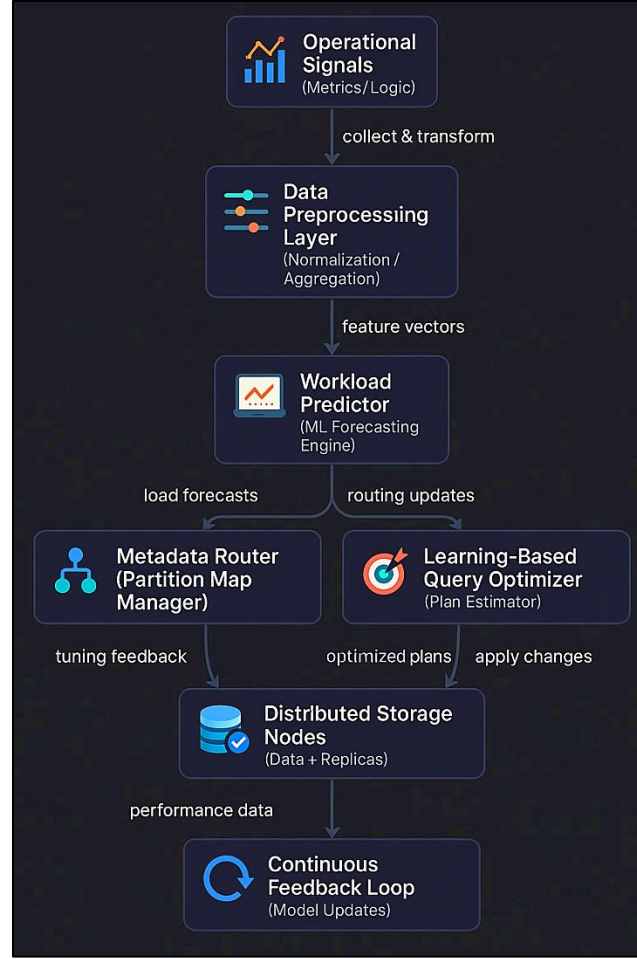 Operational
Signals
(Metrics/Logic)
collect & transform
Data
Preprocessing
Layer
(Normalization /
Aggregation)
feature vectors
Workload
Predictor
(ML Forecasting
Engine)
load forecasts
routing updates
Metadata Router
(Partition Map
Manager)
Learning-Based
Query Optimizer
(Plan Estimator)
tuning feedback
optimized plans
apply changes
Distributed Storage
Nodes
(Data + Replicas)
performance data
Continuous
Feedback Loop
(Model Updates)